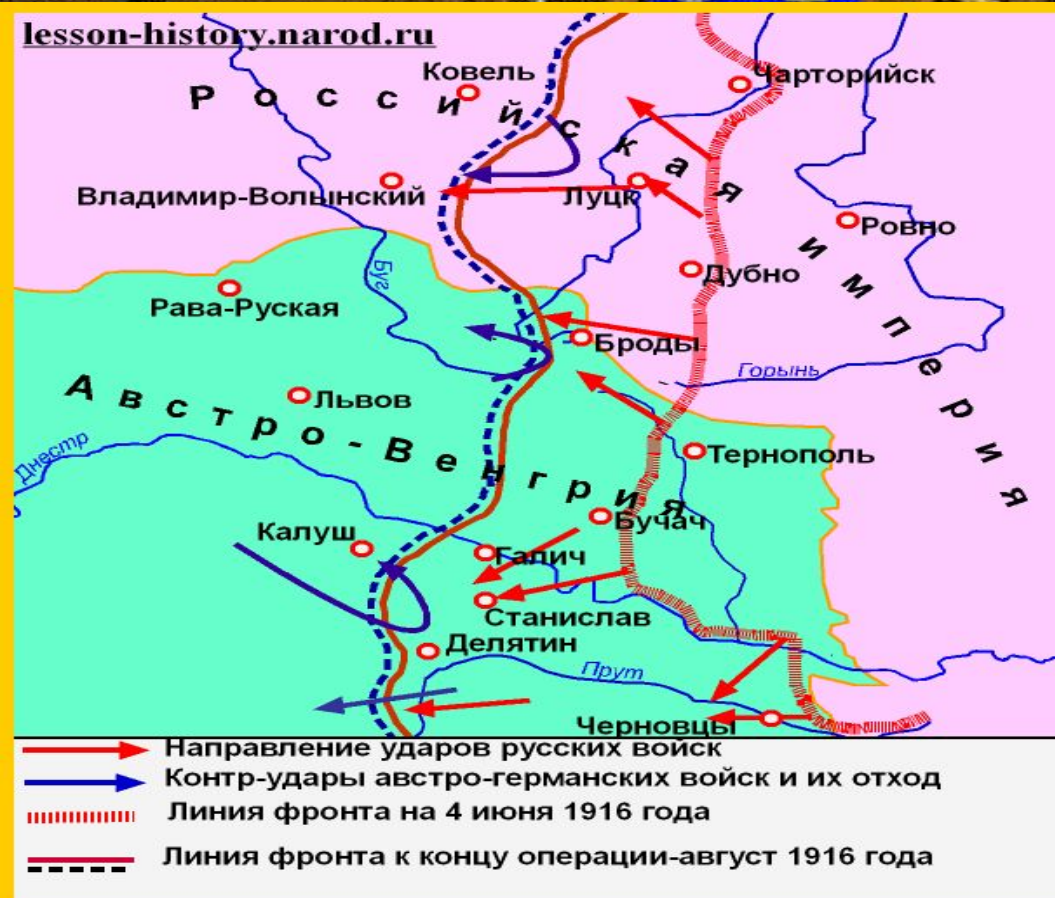 lesson-history.narod.ru
Ковель
Чарторийск
Российская империя
Владимир-Волынский
Луцк
Ровно
Буг
Дубно
Рава-Руская
Броды
Горынь
Австро-Венгрия
Львов
Тернополь
Днестр
Бучач
Калуш
Галич
Станислав
Делятин
Прут
Черновцы
Направление ударов русских войск
Контр-удары австро-германских войск и их отход
Линия фронта на 4 июня 1916 года
Линия фронта к концу операции-август 1916 года